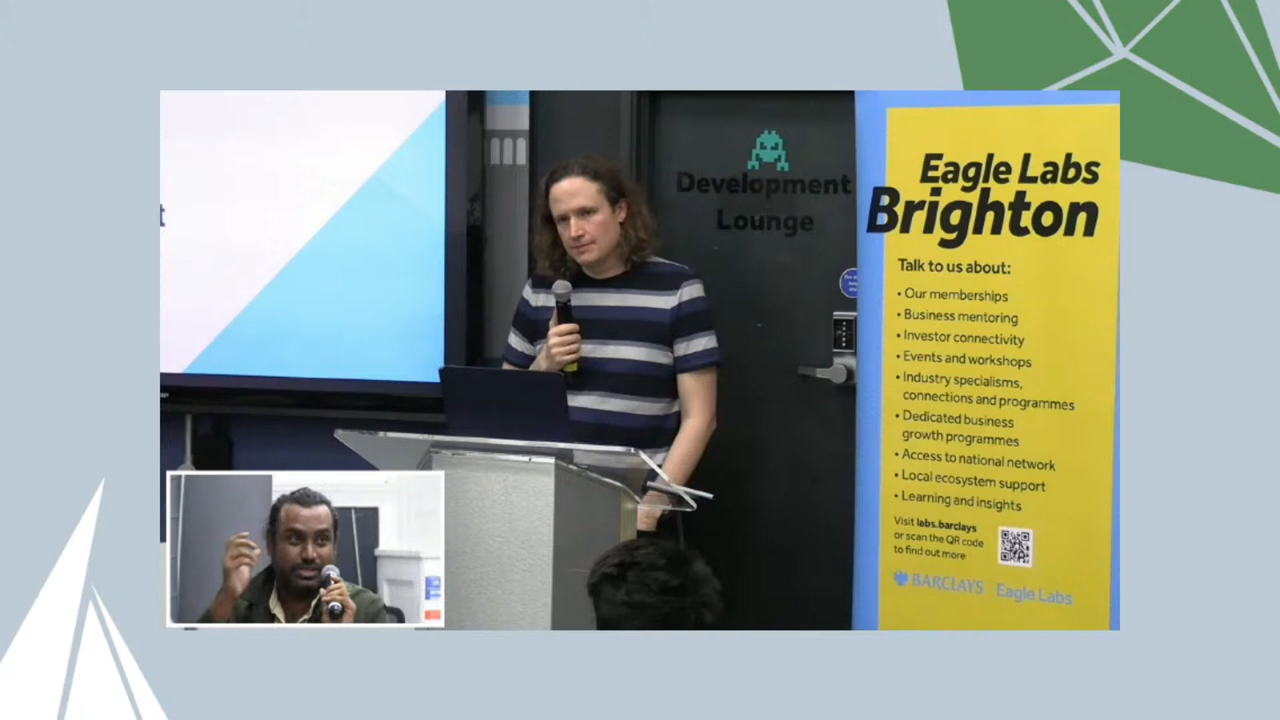 t
Development
Lounge
Eagle Labs
Brighton
Talk to us about:
• Our memberships
• Business mentoring
• Investor connectivity
• Events and workshops
• Industry specialisms,
connections and programmes
• Dedicated business
growth programmes
• Access to national network
• Local ecosystem support
• Learning and insights
Visit labs.barclays
or scan the QR code
to find out more
BARCLAYS Eagle Labs